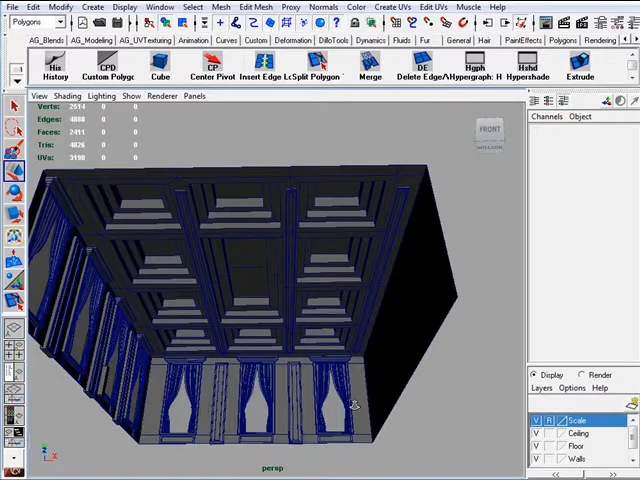 File Edit Modify Create Display Window Select Mesh Edit Mesh Proxy Normals Color Create UVs Edit UVs Muscle Help
Polygons
AG_Blends AG_Modeling AG_UVTexturing Animation Curves Custom Deformation DilloTools Dynamics Fluids Fur General Hair PaintEffects Polygons Rendering
His CPD Hgph Hshd
History Custom Polygo Cube Center Pivot Insert Edge Lo Split Polygon Merge Delete Edge/\ Hypergraph: H Hypershade Extrude
View Shading Lighting Show Renderer Panels
Verts: 2514 0 0
Edges: 4888 0 0
Faces: 2411 0 0
Tris: 4826 0 0
UVs: 3190 0 0
FRONT
Channels Object
Display Render
Layers Options Help
V R Scale
V Ceiling
V Floor
V Walls
persp